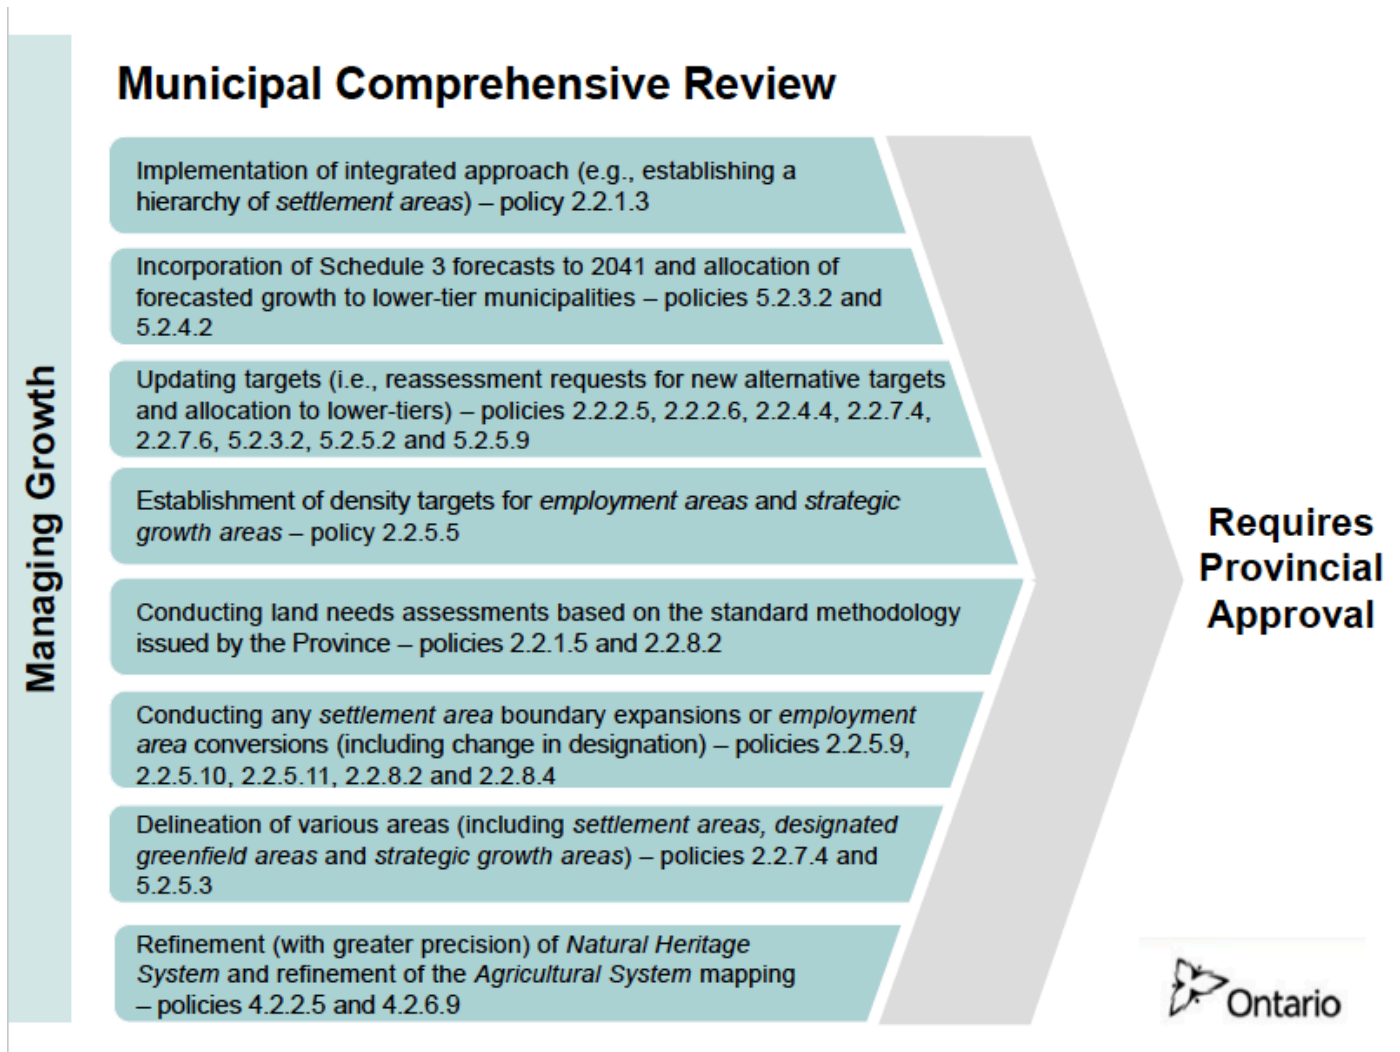 Municipal Comprehensive Review
Managing Growth
Implementation of integrated approach (e.g., establishing a
hierarchy of settlement areas) – policy 2.2.1.3
Incorporation of Schedule 3 forecasts to 2041 and allocation of
forecasted growth to lower-tier municipalities – policies 5.2.3.2 and
5.2.4.2
Updating targets (i.e., reassessment requests for new alternative targets
and allocation to lower-tiers) – policies 2.2.2.5, 2.2.2.6, 2.2.4.4, 2.2.7.4,
2.2.7.6, 5.2.3.2, 5.2.5.2 and 5.2.5.9
Establishment of density targets for employment areas and strategic
growth areas – policy 2.2.5.5
Conducting land needs assessments based on the standard methodology
issued by the Province – policies 2.2.1.5 and 2.2.8.2
Conducting any settlement area boundary expansions or employment
area conversions (including change in designation) – policies 2.2.5.9,
2.2.5.10, 2.2.5.11, 2.2.8.2 and 2.2.8.4
Delineation of various areas (including settlement areas, designated
greenfield areas and strategic growth areas) – policies 2.2.7.4 and
5.2.5.3
Refinement (with greater precision) of Natural Heritage
System and refinement of the Agricultural System mapping
– policies 4.2.2.5 and 4.2.6.9
Requires
Provincial
Approval
Ontario